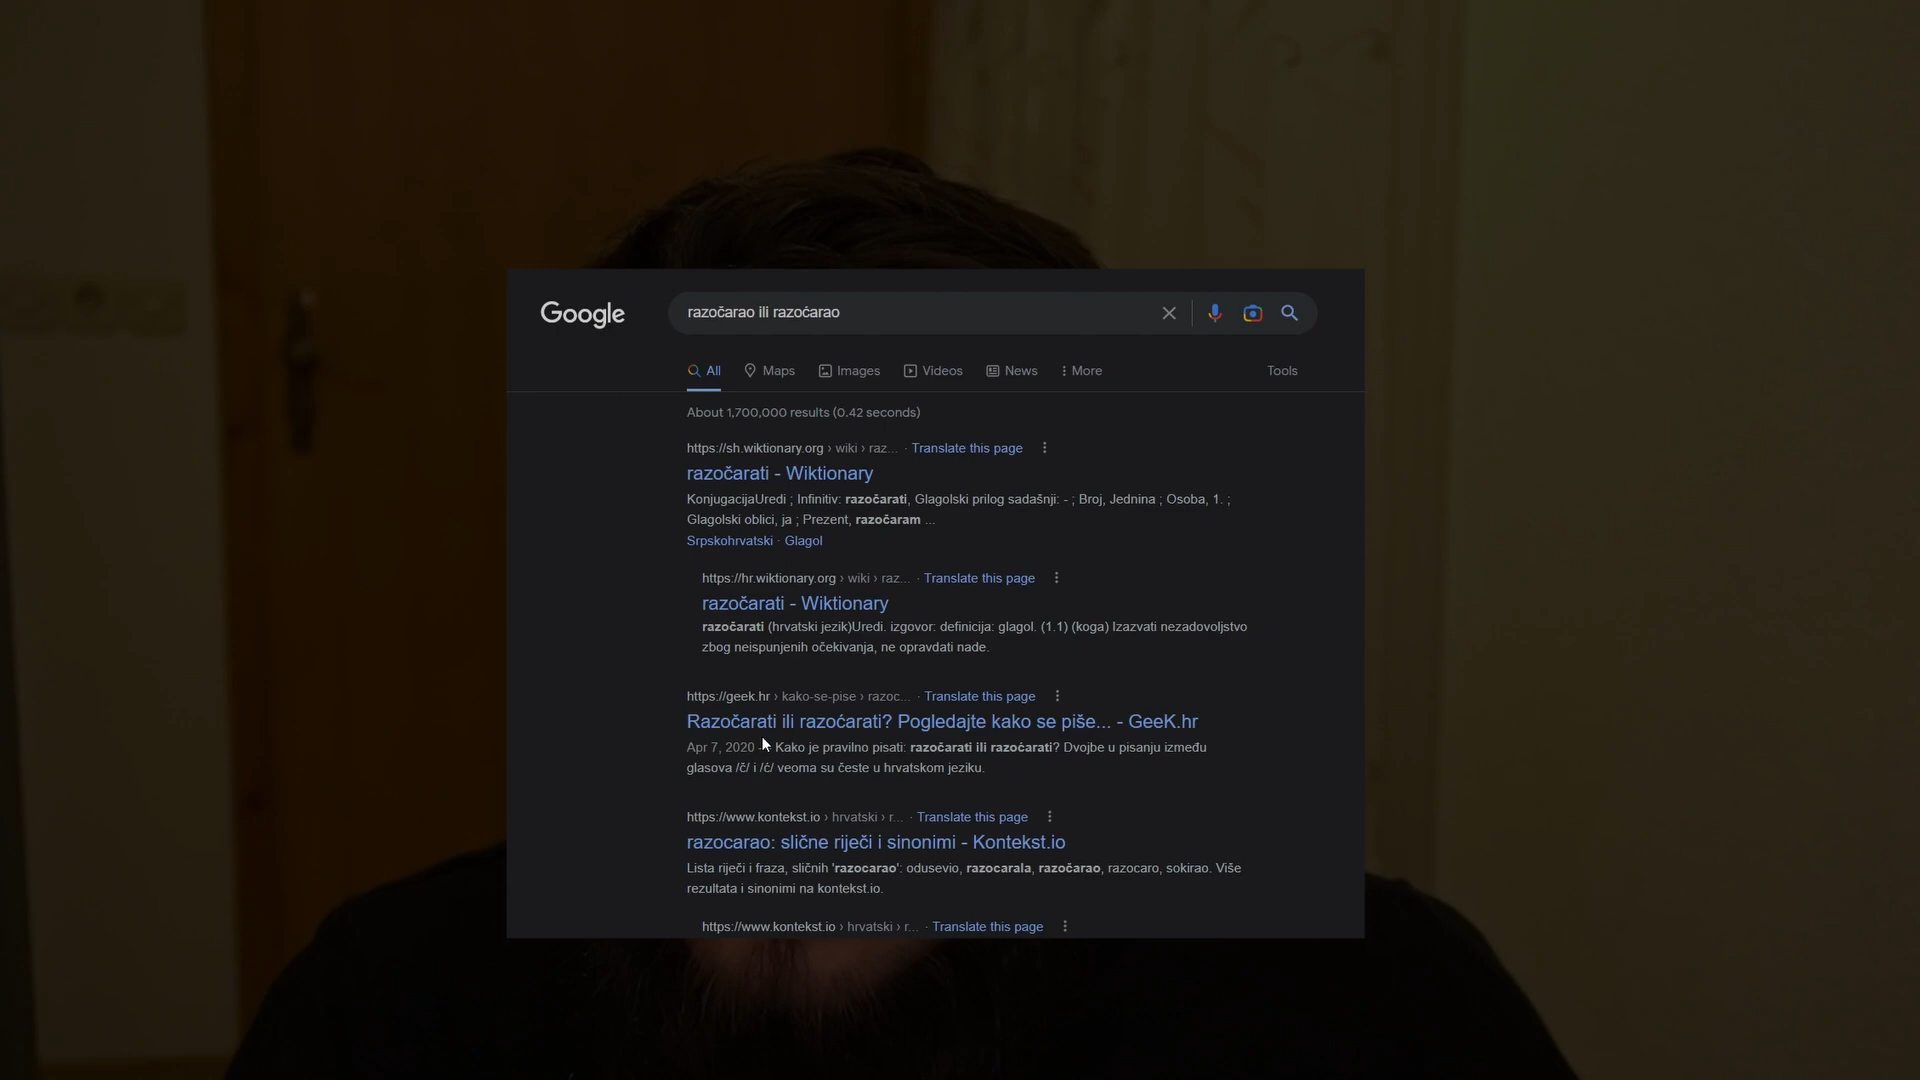 Google
razočarao ili razoćarao
All Maps Images Videos News More Tools
About 1,700,000 results (0.42 seconds)
https://sh.wiktionary.org › wiki › raz... · Translate this page
razočarati - Wiktionary
KonjugacijaUredi ; Infinitiv: razočarati, Glagolski prilog sadašnji: - ; Broj, Jednina ; Osoba, 1. ;
Glagolski oblici, ja ; Prezent, razočaram ...
Srpskohrvatski · Glagol
https://hr.wiktionary.org › wiki › raz... · Translate this page
razočarati - Wiktionary
razočarati (hrvatski jezik)Uredi. izgovor: definicija: glagol. (1.1) (koga) Izazvati nezadovoljstvo
zbog neispunjenih očekivanja, ne opravdati nade.
https://geek.hr › kako-se-pise › razoc... · Translate this page
Razočarati ili razoćarati? Pogledajte kako se piše... - GeeK.hr
Apr 7, 2020 — Kako je pravilno pisati: razočarati ili razoćarati? Dvojbe u pisanju između
glasova /č/ i /ć/ veoma su česte u hrvatskom jeziku.
https://www.kontekst.io › hrvatski › r... · Translate this page
razocarao: slične riječi i sinonimi - Kontekst.io
Lista riječi i fraza, sličnih 'razocarao': odusevio, razocarala, razočarao, razocaro, sokirao. Više
rezultata i sinonimi na kontekst.io.
https://www.kontekst.io › hrvatski › r... · Translate this page